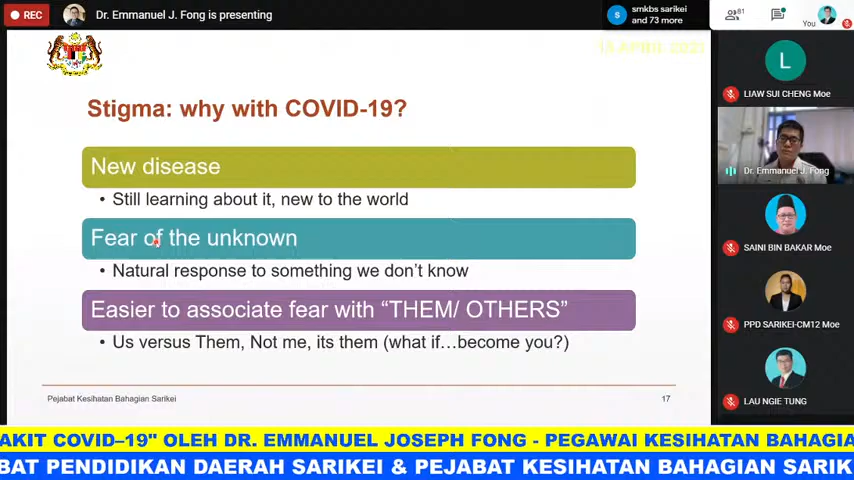 REC
Dr. Emmanuel J. Fong is presenting
S
smkbs sarikei
and 73 more
81
You
Stigma: why with COVID-19?
New disease
• Still learning about it, new to the world
Fear of the unknown
• Natural response to something we don't know
Easier to associate fear with “THEM/ OTHERS”
• Us versus Them, Not me, its them (what if…become you?)
Pejabat Kesihatan Bahagian Sarikei
17
L
LIAW SUI CHENG Moe
Dr. Emmanuel J. Fong
SAINI BIN BAKAR Moe
PPD SARIKEI-CM12 Moe
LAU NGIE TUNG
AKIT COVID–19" OLEH DR. EMMANUEL JOSEPH FONG - PEGAWAI KESIHATAN BAHAGIA
BAT PENDIDIKAN DAERAH SARIKEI & PEJABAT KESIHATAN BAHAGIAN SARIK